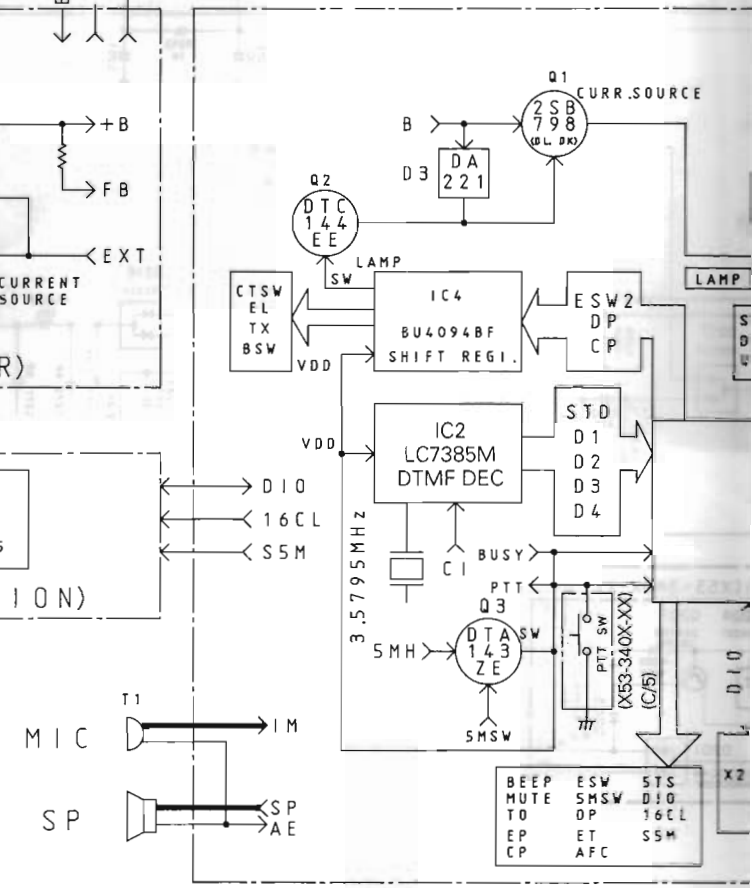 Q1
CURR.SOURCE
2SB
798
(BL, DK)
B
+B
D3
DA
221
Q2
DTC
144
EE
FB
EXT
CURRENT
SOURCE
LAMP
SW
CTSW
EL
TX
BSW
IC4
BU4094BF
SHIFT REGI.
ESW2
DP
CP
LAMP
R)
VDD
VDD
IC2
LC7385M
DTMF DEC
STD
D1
D2
D3
D4
DIO
16CL
S5M
ION)
3.5795MHz
CI
BUSY
PTT
Q3
DTA
143
ZE
SW
5MH
5MSW
PTT SW
(X53-340X-XX)
(C/5)
DIO
X2
T1
MIC
IM
SP
SP
AE
BEEP ESW STS
MUTE 5MSW DIO
TO DP 16CL
EP ET S5M
CP AFC